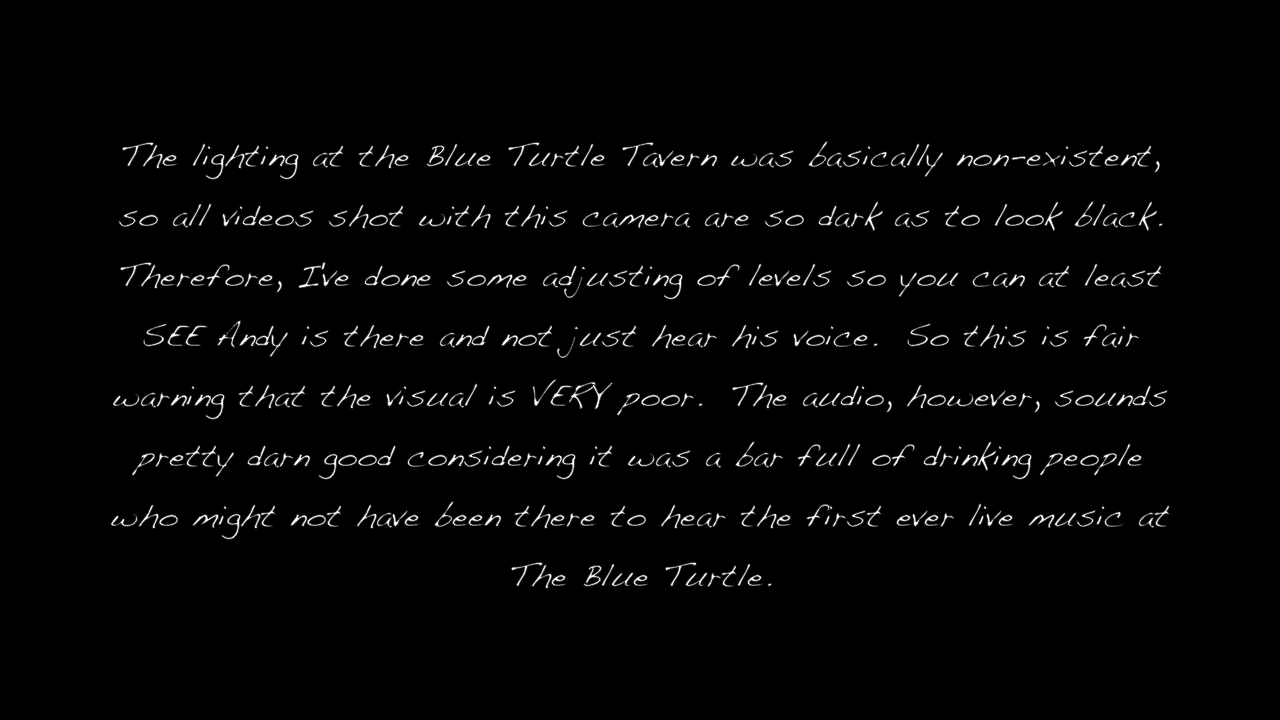 The lighting at the Blue Turtle Tavern was basically non-existent,
so all videos shot with this camera are so dark as to look black.
Therefore, I've done some adjusting of levels so you can at least
SEE Andy is there and not just hear his voice.  So this is fair
warning that the visual is VERY poor.  The audio, however, sounds
pretty darn good considering it was a bar full of drinking people
who might not have been there to hear the first ever live music at
The Blue Turtle.